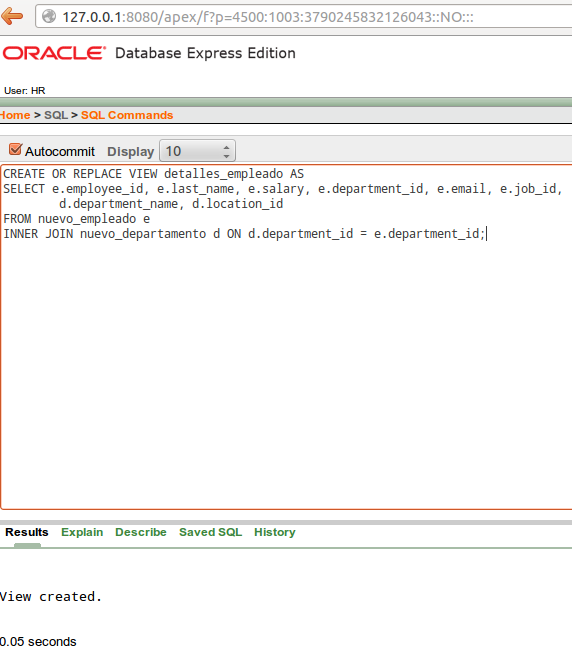 127.0.0.1:8080/apex/f?p=4500:1003:3790245832126043::NO:::
ORACLE® Database Express Edition
User: HR
Home > SQL > SQL Commands
Autocommit Display 10
CREATE OR REPLACE VIEW detalles_empleado AS
SELECT e.employee_id, e.last_name, e.salary, e.department_id, e.email, e.job_id,
d.department_name, d.location_id
FROM nuevo_empleado e
INNER JOIN nuevo_departamento d ON d.department_id = e.department_id;
Results Explain Describe Saved SQL History
View created.
0.05 seconds